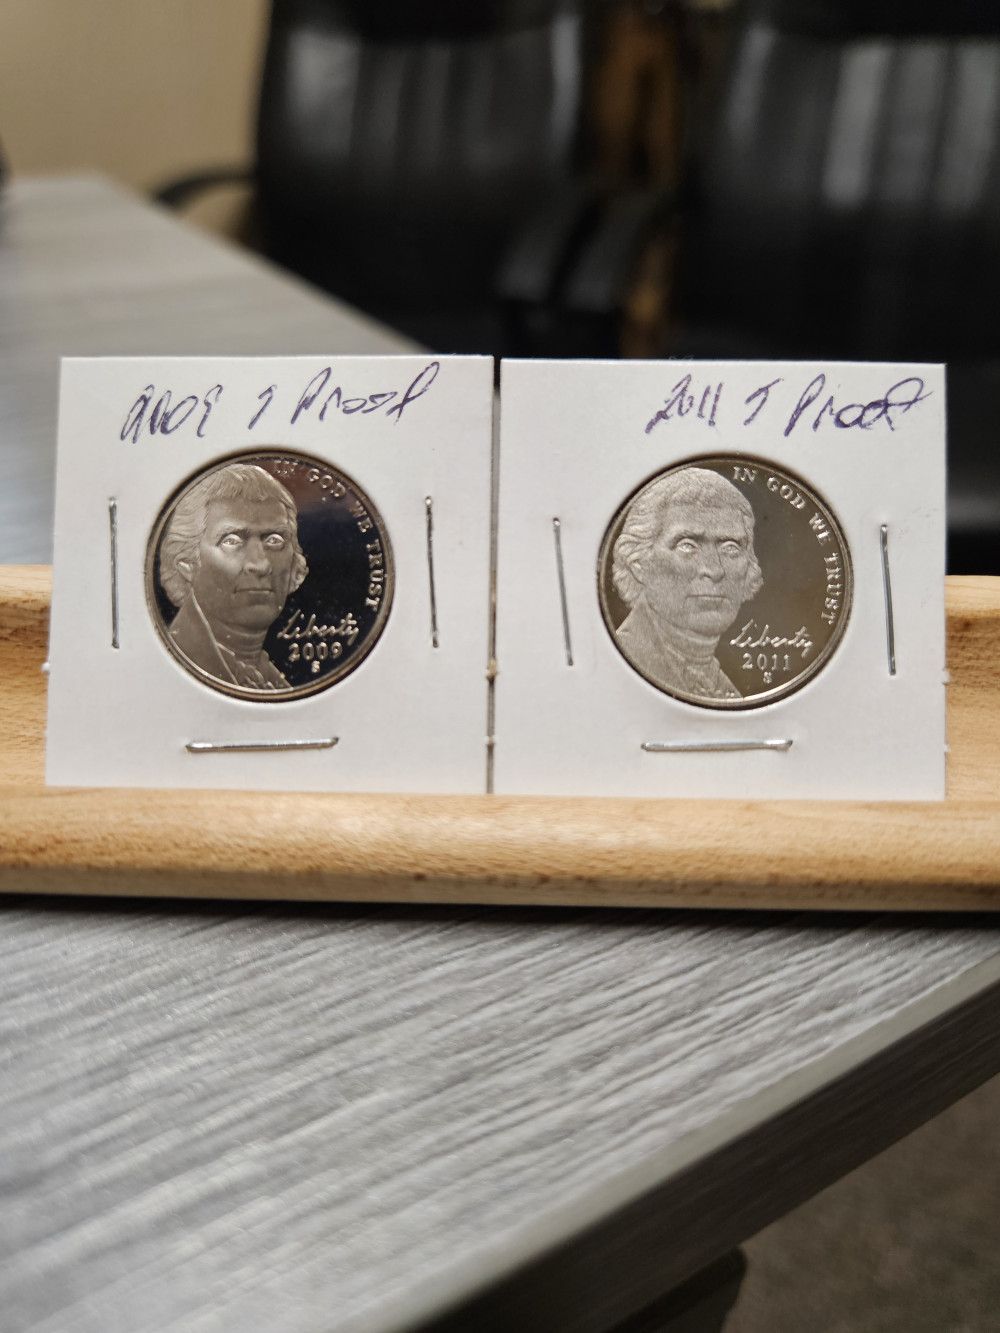 2009 S Proof
IN GOD WE TRUST
Liberty
2009
S
2011 S Proof
IN GOD WE TRUST
Liberty
2011
S